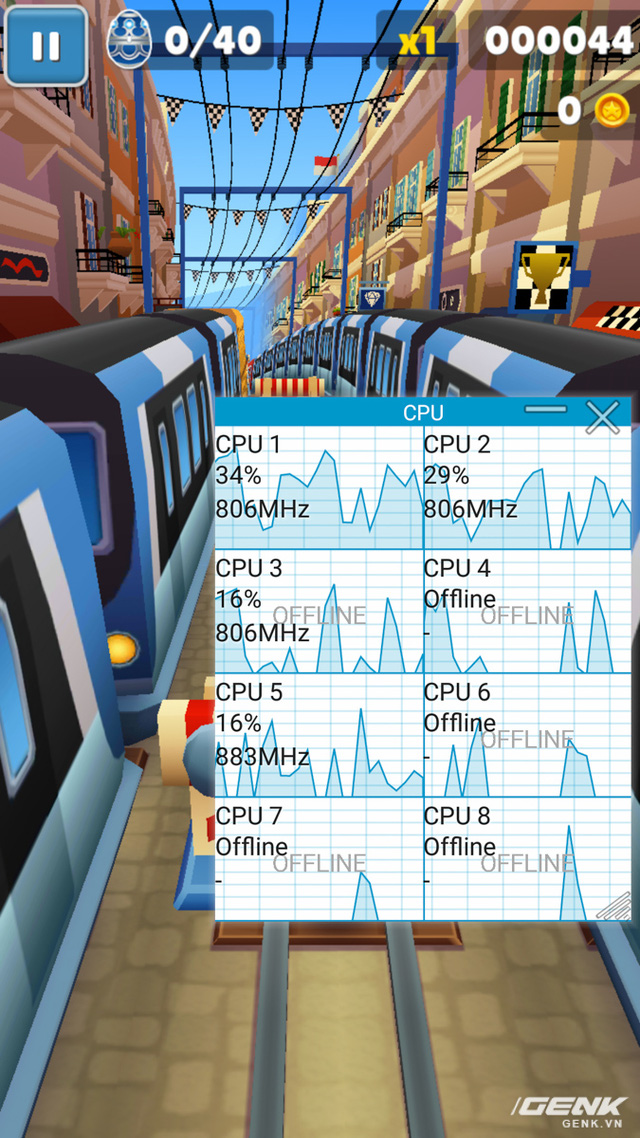 0/40
x1
000044
0
CPU
CPU 1
34%
806MHz
CPU 2
29%
806MHz
CPU 3
16%
OFFLINE
806MHz
CPU 4
Offline
OFFLINE
-
CPU 5
16%
883MHz
CPU 6
Offline
OFFLINE
-
CPU 7
Offline
OFFLINE
-
CPU 8
Offline
OFFLINE
-
GENK
GENK.VN